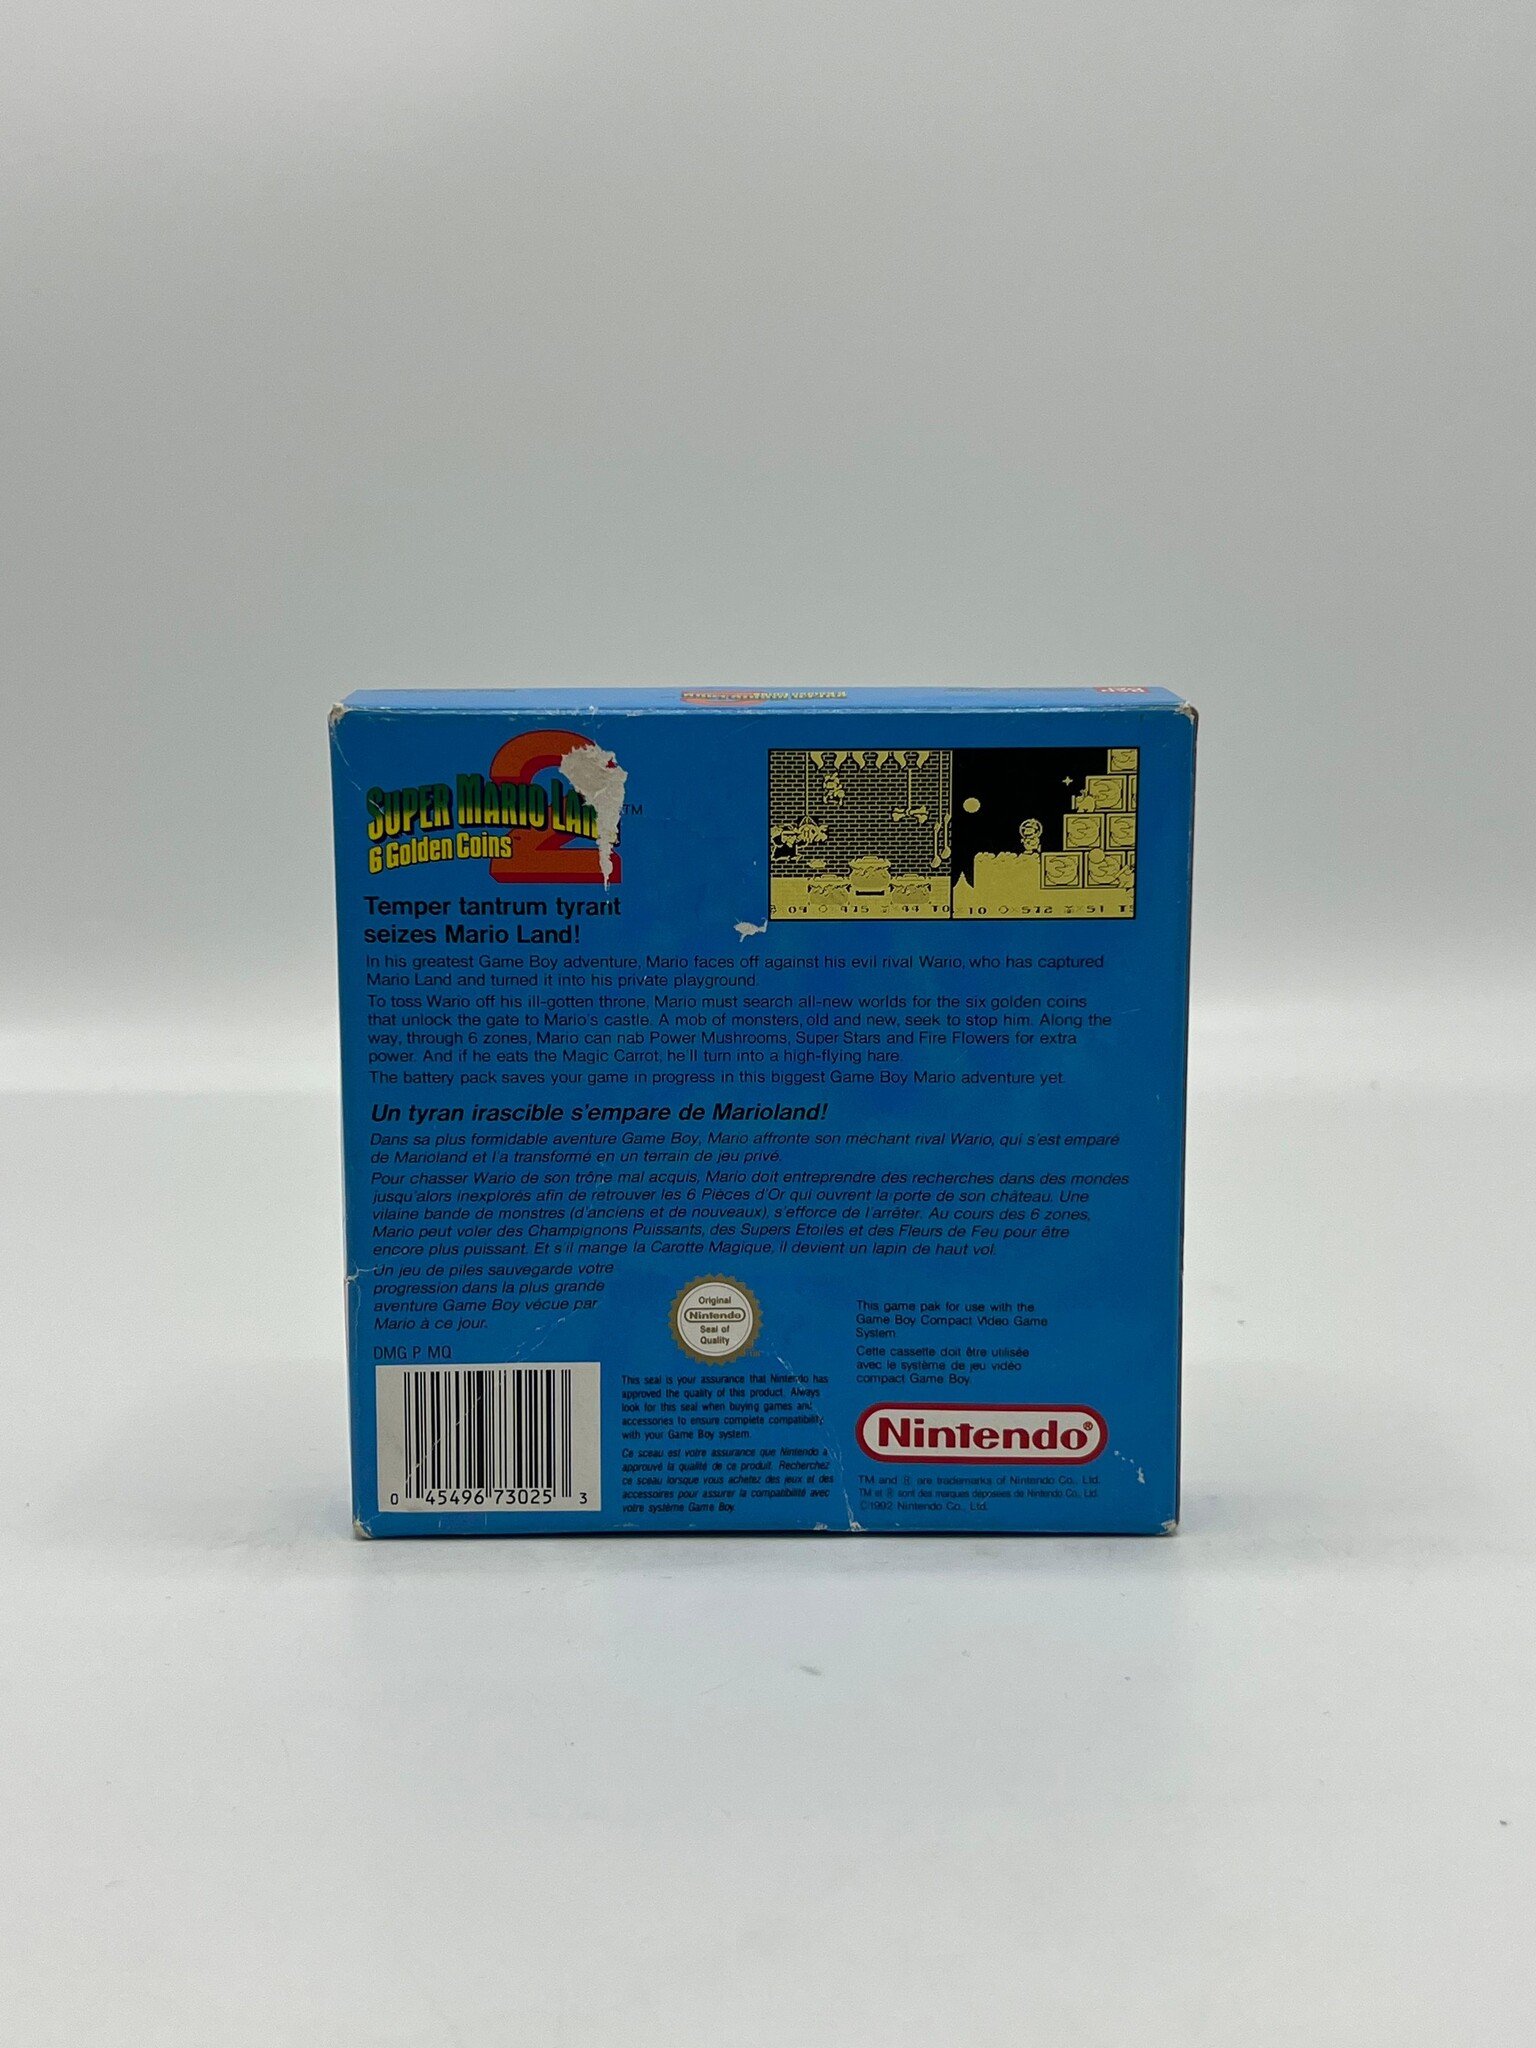 SUPER MARIO LAN
2
TM
6 Golden Coins
Temper tantrum tyrant
seizes Mario Land!
In his greatest Game Boy adventure, Mario faces off against his evil rival Wario, who has captured
Mario Land and turned it into his private playground.
To toss Wario off his ill-gotten throne, Mario must search all-new worlds for the six golden coins
that unlock the gate to Mario's castle. A mob of monsters, old and new, seek to stop him. Along the
way, through 6 zones, Mario can nab Power Mushrooms, Super Stars and Fire Flowers for extra
power. And if he eats the Magic Carrot, he'll turn into a high-flying hare.
The battery pack saves your game in progress in this biggest Game Boy Mario adventure yet.
Un tyran irascible s'empare de Marioland!
Dans sa plus formidable aventure Game Boy, Mario affronte son méchant rival Wario, qui s'est emparé
de Marioland et l'a transformé en un terrain de jeu privé.
Pour chasser Wario de son trône mal acquis, Mario doit entreprendre des recherches dans des mondes
jusqu'alors inexplorés afin de retrouver les 6 Pièces d'Or qui ouvrent la porte de son château. Une
vilaine bande de monstres (d'anciens et de nouveaux), s'efforce de l'arrêter. Au cours des 6 zones,
Mario peut voler des Champignons Puissants, des Supers Etoiles et des Fleurs de Feu pour être
encore plus puissant. Et s'il mange la Carotte Magique, il devient un lapin de haut vol.
Un jeu de piles sauvegarde votre
progression dans la plus grande
aventure Game Boy vécue par
Mario à ce jour.
DMG P MQ
0 45496 73025 3
Original
Nintendo
Seal of
Quality
This seal is your assurance that Nintendo has
approved the quality of this product. Always
look for this seal when buying games and
accessories to ensure complete compatibility
with your Game Boy system.
Ce sceau est votre assurance que Nintendo a
approuvé la qualité de ce produit. Recherchez
ce sceau lorsque vous achetez des jeux et des
accessoires pour assurer la compatibilité avec
votre système Game Boy.
This game pak for use with the
Game Boy Compact Video Game
System
Cette cassette doit être utilisée
avec le système de jeu vidéo
compact Game Boy.
Nintendo®
TM and ® are trademarks of Nintendo Co., Ltd.
TM et ® sont des marques déposées de Nintendo Co., Ltd.
©1992 Nintendo Co., Ltd.